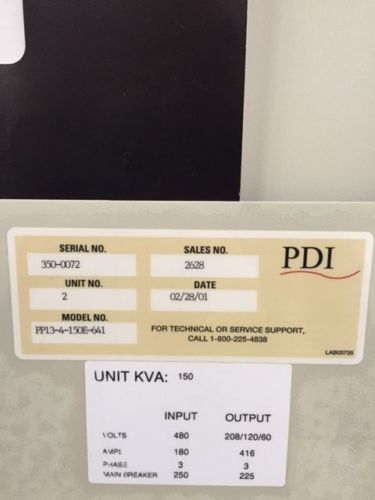 SERIAL NO. SALES NO. PDI
350-0072 2628
UNIT NO. DATE
2 02/28/01
MODEL NO.
PP13-4-150E-641 FOR TECHNICAL OR SERVICE SUPPORT,
CALL 1-800-225-4838
LAB05735
UNIT KVA: 150
INPUT OUTPUT
VOLTS 480 208/120/60
AMPS 180 416
PHASE 3 3
MAIN BREAKER 250 225